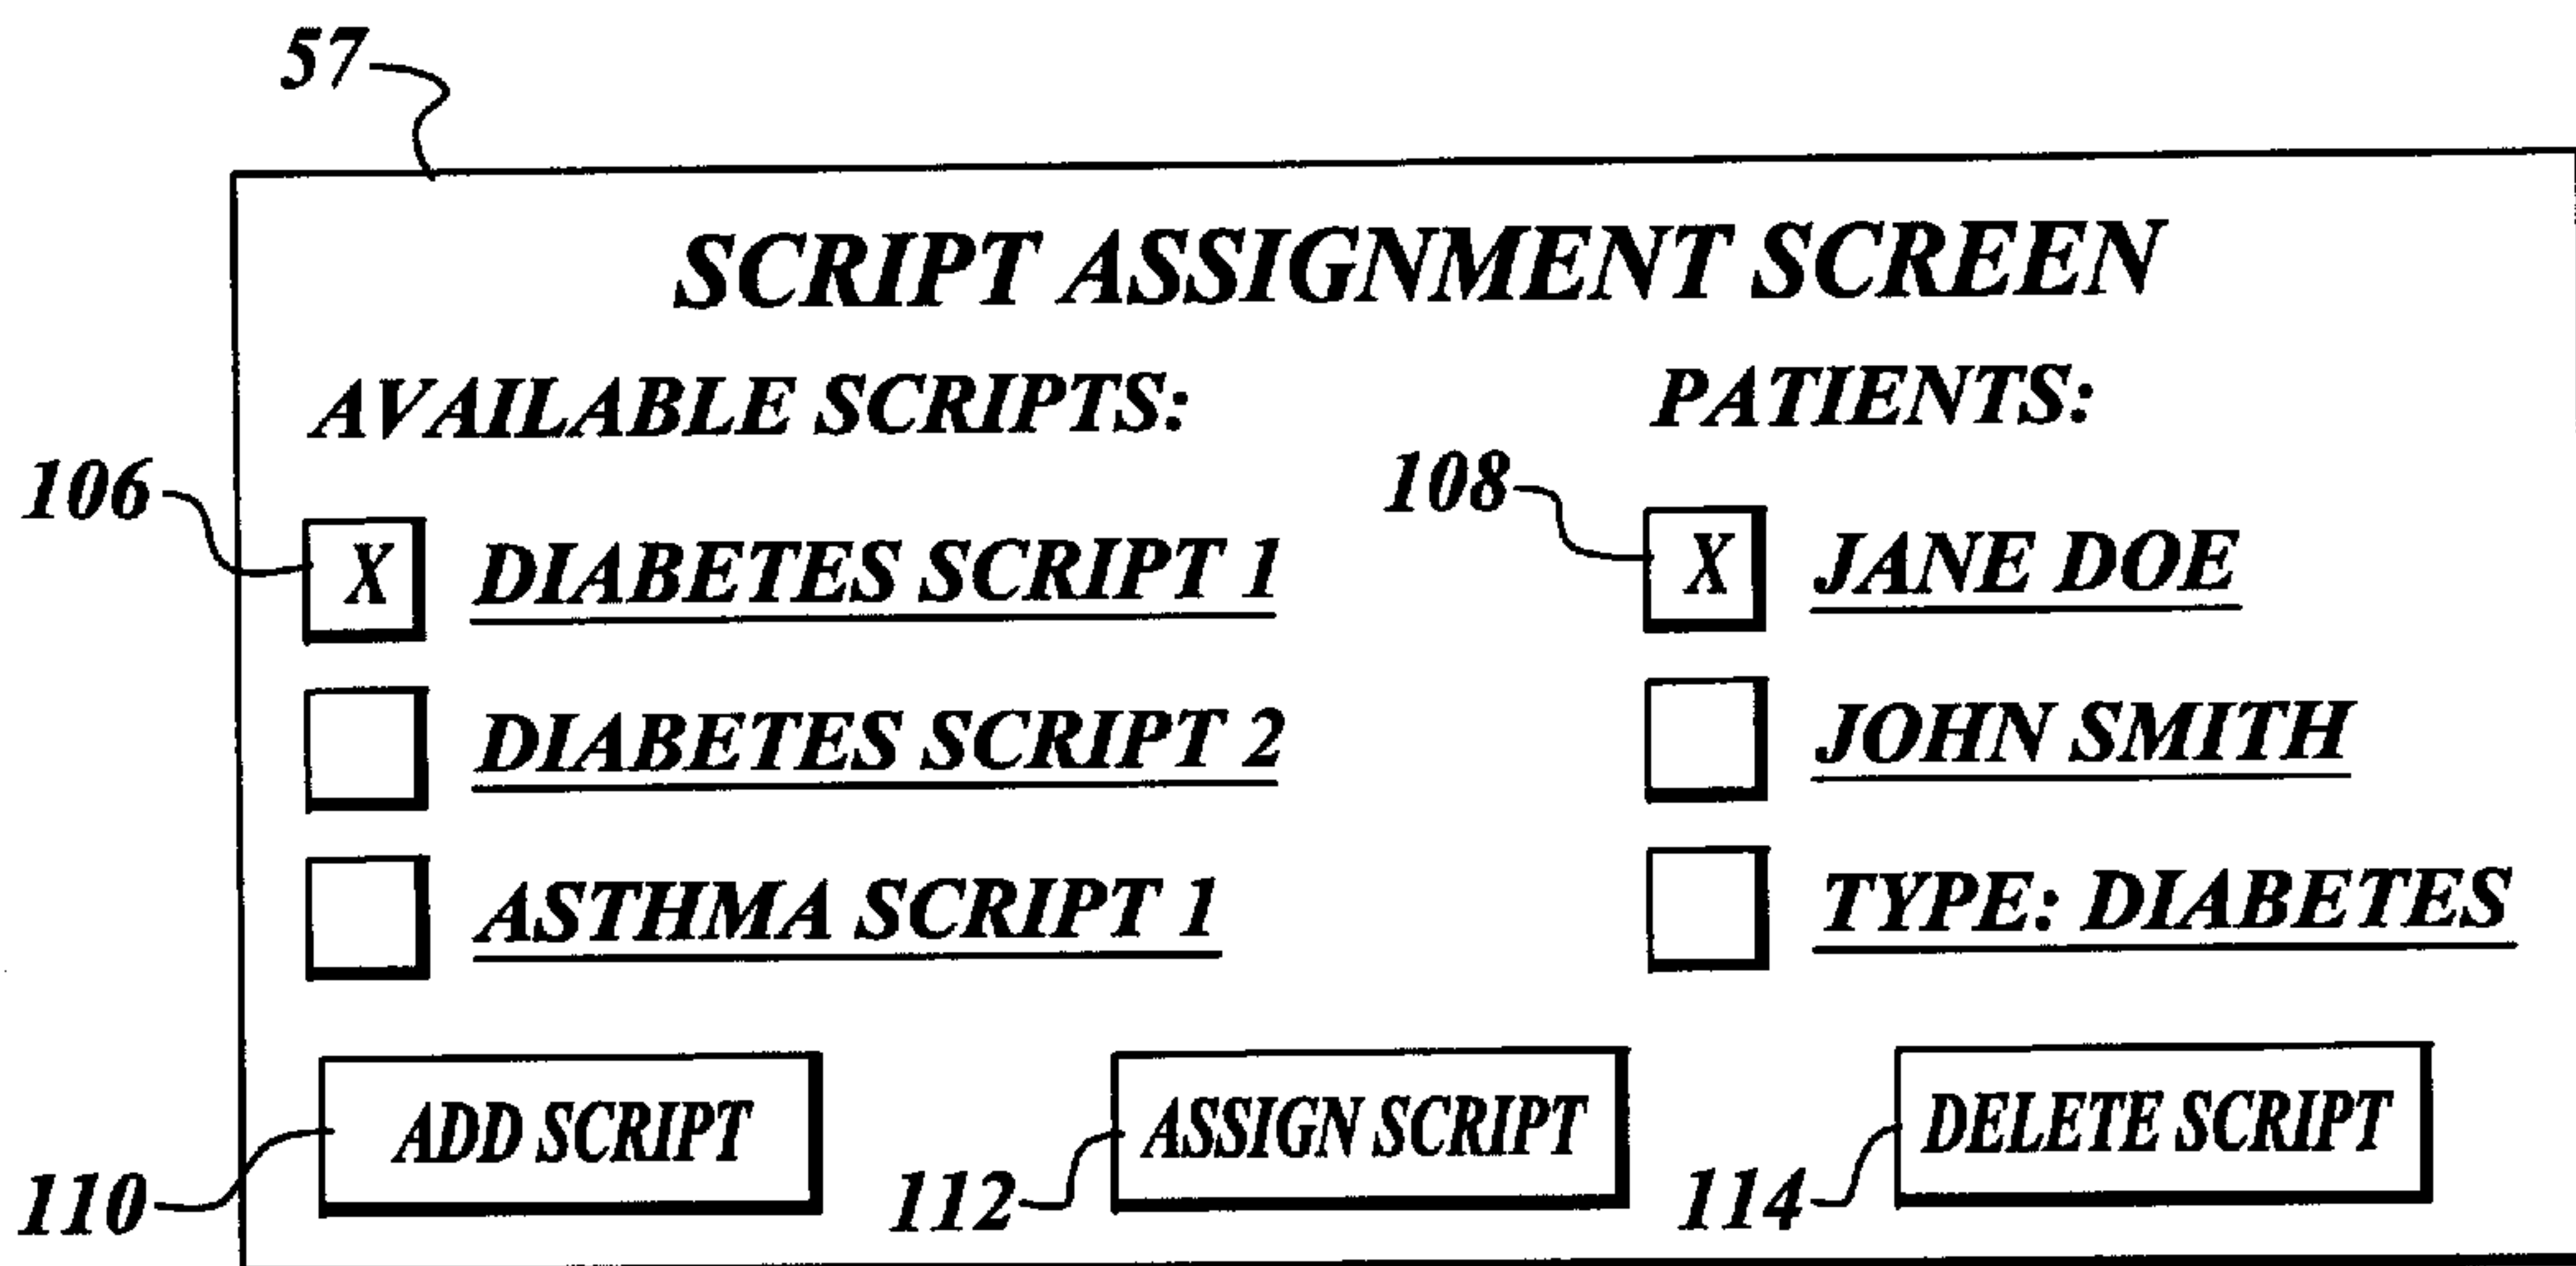 57
SCRIPT ASSIGNMENT SCREEN
AVAILABLE SCRIPTS: PATIENTS:
106 108
X DIABETES SCRIPT 1 X JANE DOE
DIABETES SCRIPT 2 JOHN SMITH
ASTHMA SCRIPT 1 TYPE: DIABETES
ADD SCRIPT ASSIGN SCRIPT DELETE SCRIPT
110 112 114